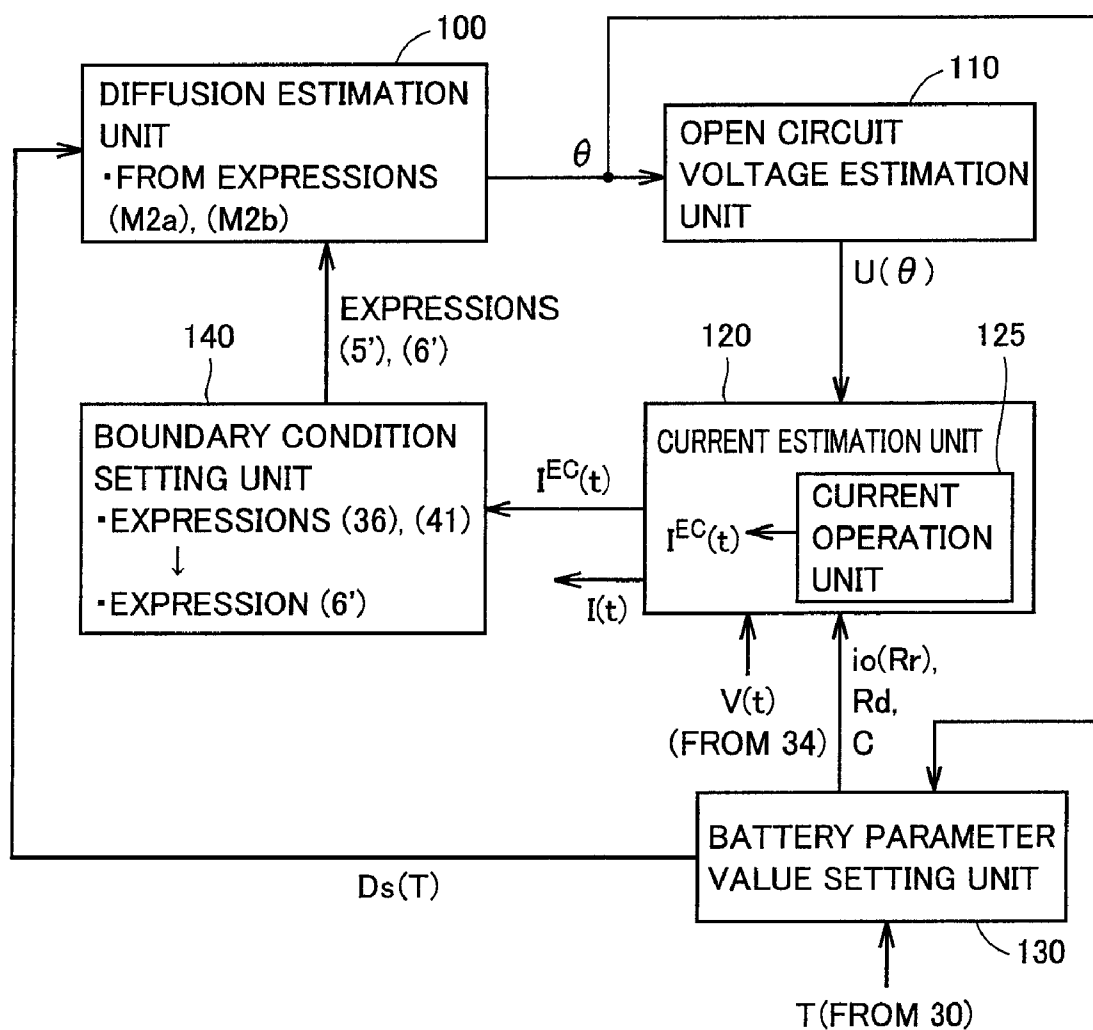 100
DIFFUSION ESTIMATION
UNIT
・FROM EXPRESSIONS
(M2a), (M2b)
θ
110
OPEN CIRCUIT
VOLTAGE ESTIMATION
UNIT
U(θ)
EXPRESSIONS
(5'), (6')
140
BOUNDARY CONDITION
SETTING UNIT
・EXPRESSIONS (36), (41)
↓
・EXPRESSION (6')
I^EC(t)
I(t)
120
125
CURRENT ESTIMATION UNIT
I^EC(t)
CURRENT
OPERATION
UNIT
V(t)
(FROM 34)
io(Rr),
Rd,
C
BATTERY PARAMETER
VALUE SETTING UNIT
130
Ds(T)
T(FROM 30)